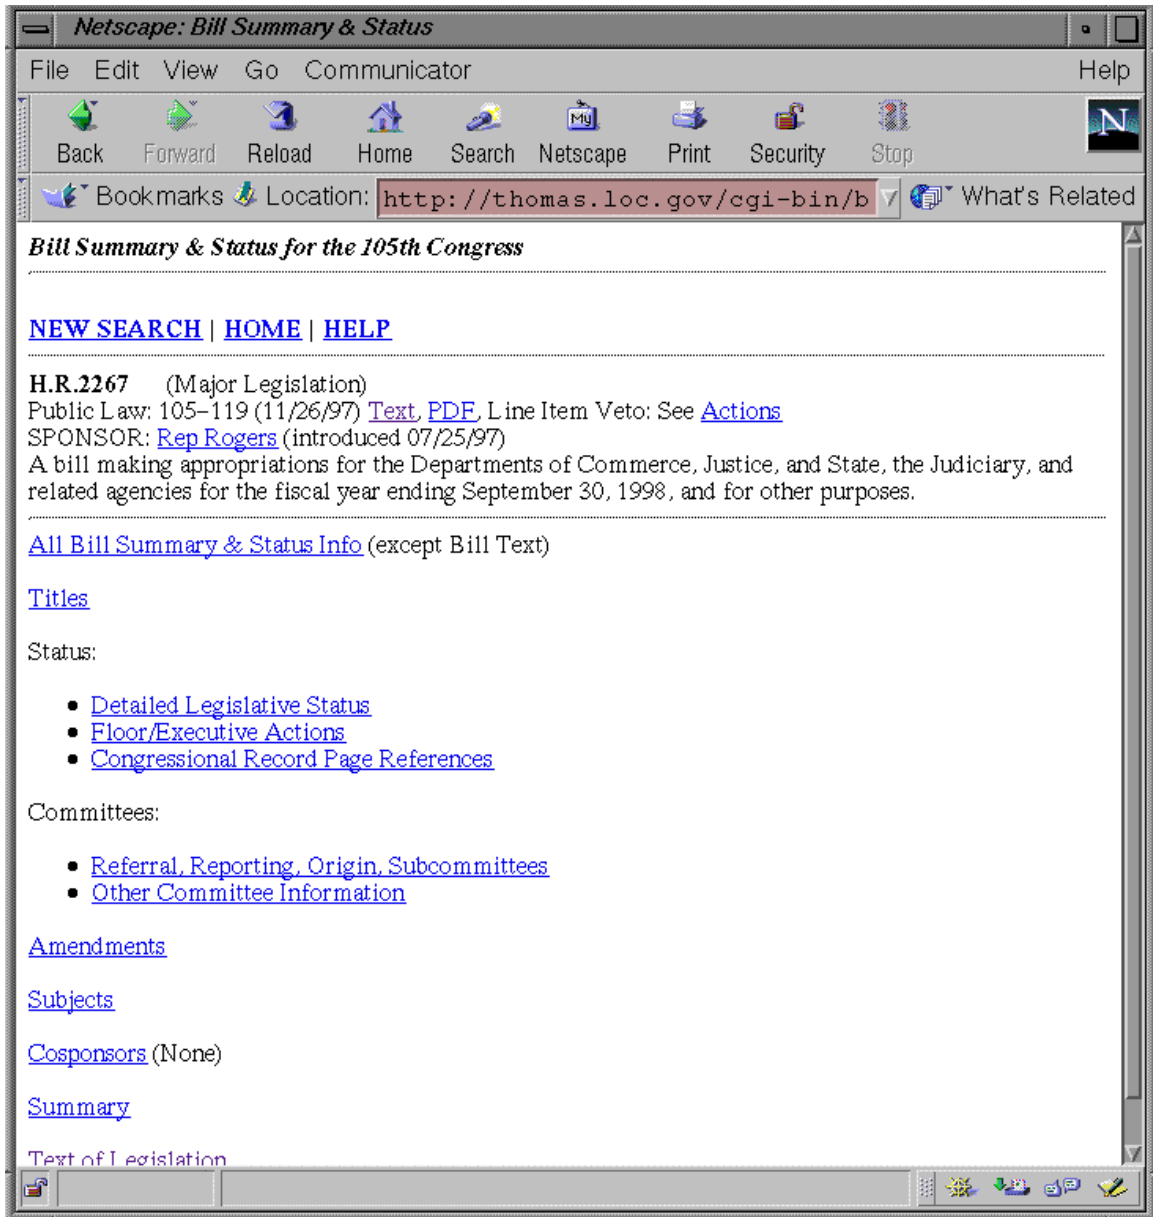 Netscape: Bill Summary & Status
File Edit View Go Communicator Help
Back Forward Reload Home Search Netscape Print Security Stop
My
N
Bookmarks Location: http://thomas.loc.gov/cgi-bin/b What's Related
Bill Summary & Status for the 105th Congress
NEW SEARCH | HOME | HELP
H.R.2267 (Major Legislation)
Public Law: 105–119 (11/26/97) Text, PDF, Line Item Veto: See Actions
SPONSOR: Rep Rogers (introduced 07/25/97)
A bill making appropriations for the Departments of Commerce, Justice, and State, the Judiciary, and
related agencies for the fiscal year ending September 30, 1998, and for other purposes.
All Bill Summary & Status Info (except Bill Text)
Titles
Status:
• Detailed Legislative Status
• Floor/Executive Actions
• Congressional Record Page References
Committees:
• Referral, Reporting, Origin, Subcommittees
• Other Committee Information
Amendments
Subjects
Cosponsors (None)
Summary
Text of Legislation